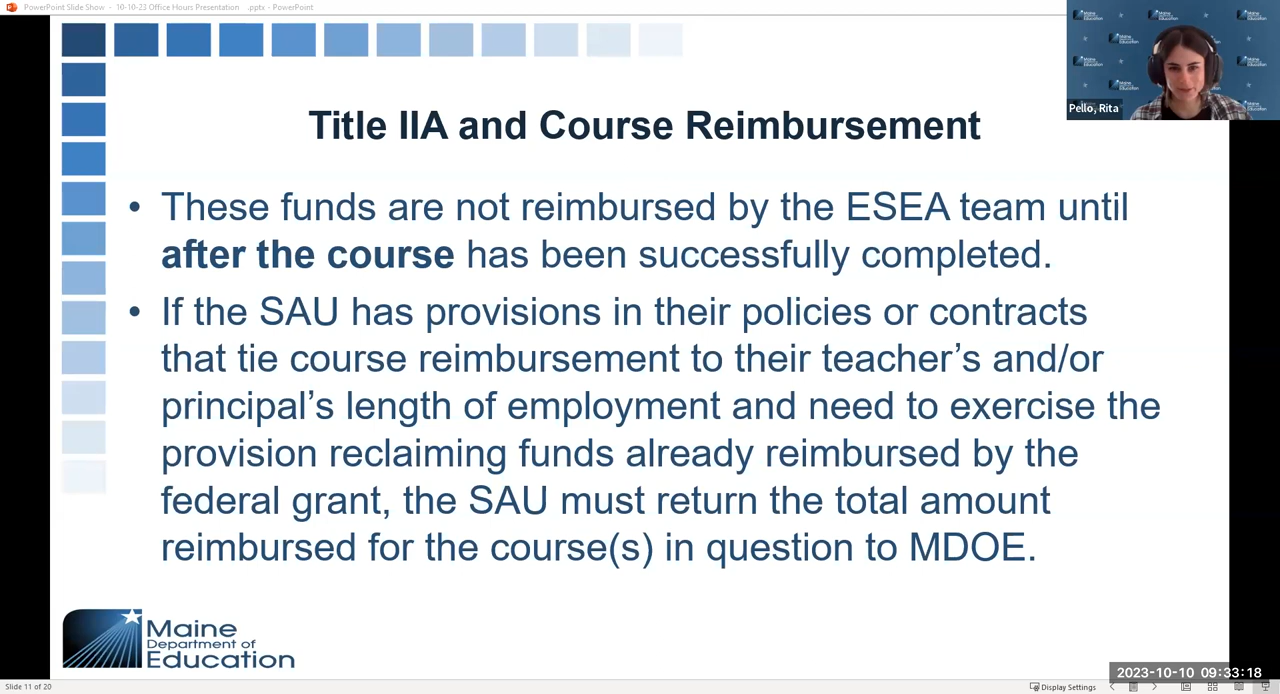 PowerPoint Slide Show - 10-10-23 Office Hours Presentation .pptx - PowerPoint
Maine Department of Education
Pello, Rita
Title IIA and Course Reimbursement
• These funds are not reimbursed by the ESEA team until
after the course has been successfully completed.
• If the SAU has provisions in their policies or contracts
that tie course reimbursement to their teacher’s and/or
principal’s length of employment and need to exercise the
provision reclaiming funds already reimbursed by the
federal grant, the SAU must return the total amount
reimbursed for the course(s) in question to MDOE.
Maine
Department of
Education
2023-10-10 09:33:18
Slide 11 of 20
Display Settings